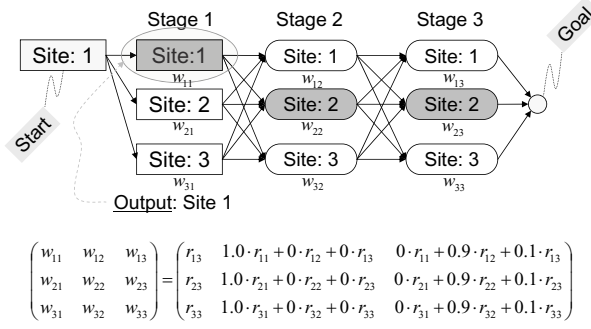 Stage 1 Stage 2 Stage 3
Goal
Site: 1 Site:1 Site: 1 Site: 1
w11 w12 w13
Start
Site: 2 Site: 2 Site: 2
w21 w22 w23
Site: 3 Site: 3 Site: 3
w31 w32 w33
Output: Site 1
( w11 w12 w13 ) = ( r13 1.0·r11+0·r12+0·r13 0·r11+0.9·r12+0.1·r13 )
( w21 w22 w23 ) ( r23 1.0·r21+0·r22+0·r23 0·r21+0.9·r22+0.1·r23 )
( w31 w32 w33 ) ( r33 1.0·r31+0·r32+0·r33 0·r31+0.9·r32+0.1·r33 )